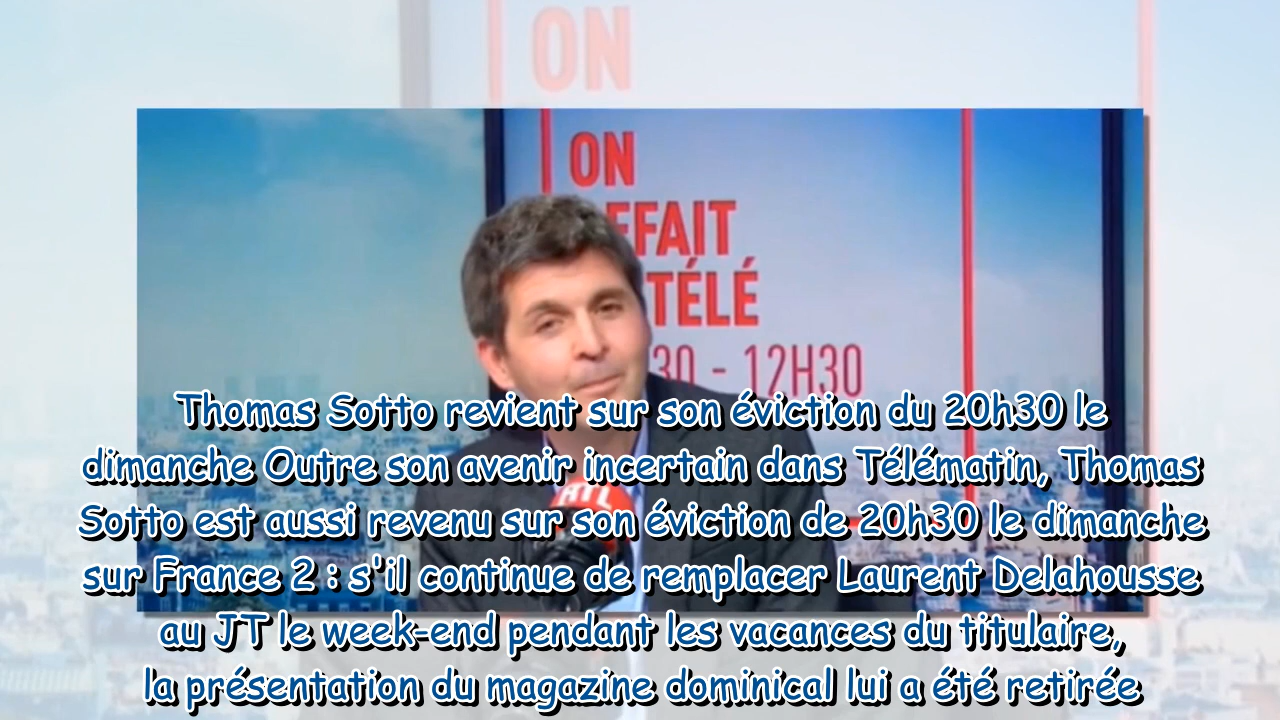 ON
ON
EFFAIT
TÉLÉ
30 - 12H30
Thomas Sotto revient sur son éviction du 20h30 le
dimanche Outre son avenir incertain dans Télématin, Thomas
Sotto est aussi revenu sur son éviction de 20h30 le dimanche
sur France 2 : s'il continue de remplacer Laurent Delahousse
au JT le week-end pendant les vacances du titulaire,
la présentation du magazine dominical lui a été retirée
RTL